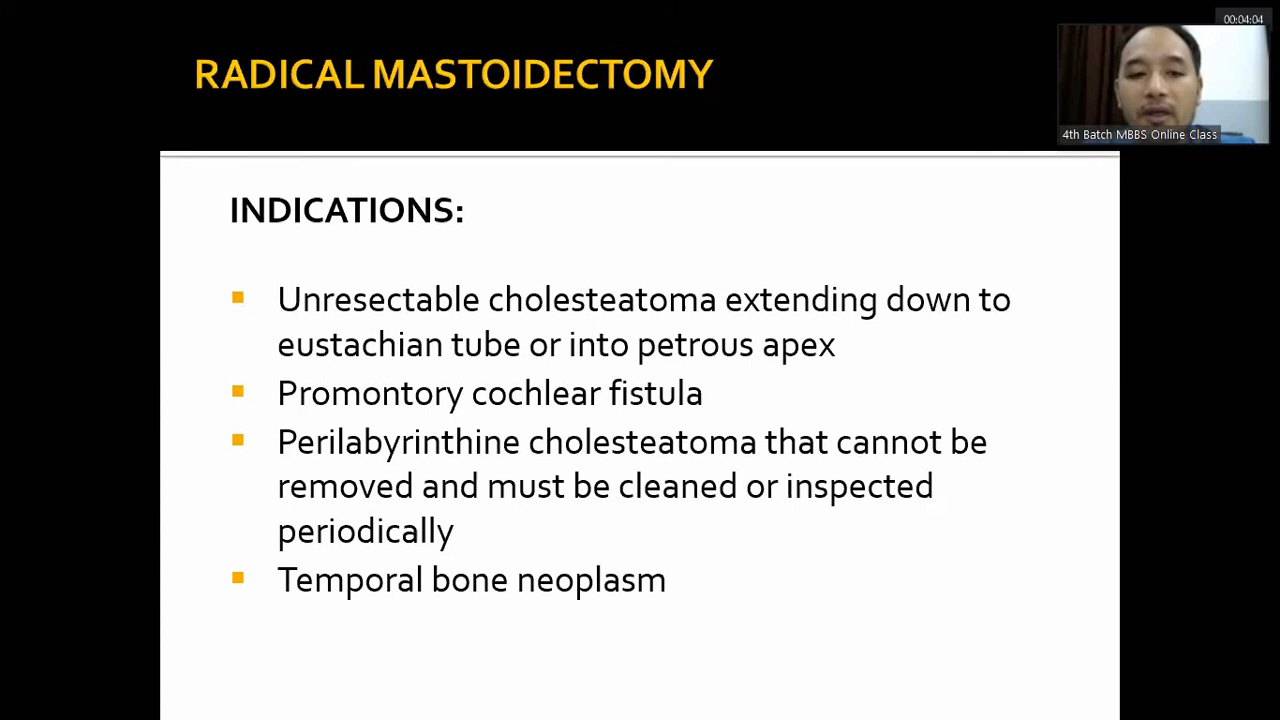 00:04:04
RADICAL MASTOIDECTOMY
4th Batch MBBS Online Class
INDICATIONS:
▪ Unresectable cholesteatoma extending down to
eustachian tube or into petrous apex
▪ Promontory cochlear fistula
▪ Perilabyrinthine cholesteatoma that cannot be
removed and must be cleaned or inspected
periodically
▪ Temporal bone neoplasm